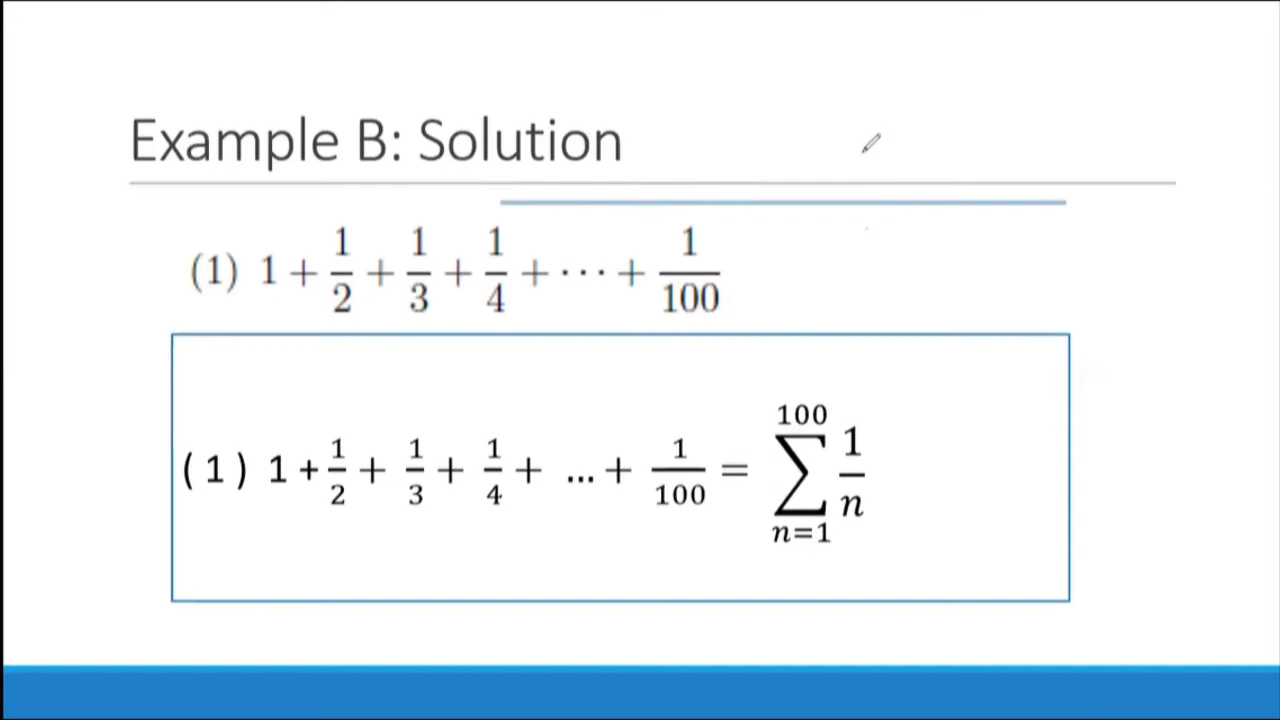 Example B: Solution
(1) 1 + 1/2 + 1/3 + 1/4 + ··· + 1/100
(1) 1 + 1/2 + 1/3 + 1/4 + ... + 1/100 = ∑_{n=1}^{100} 1/n